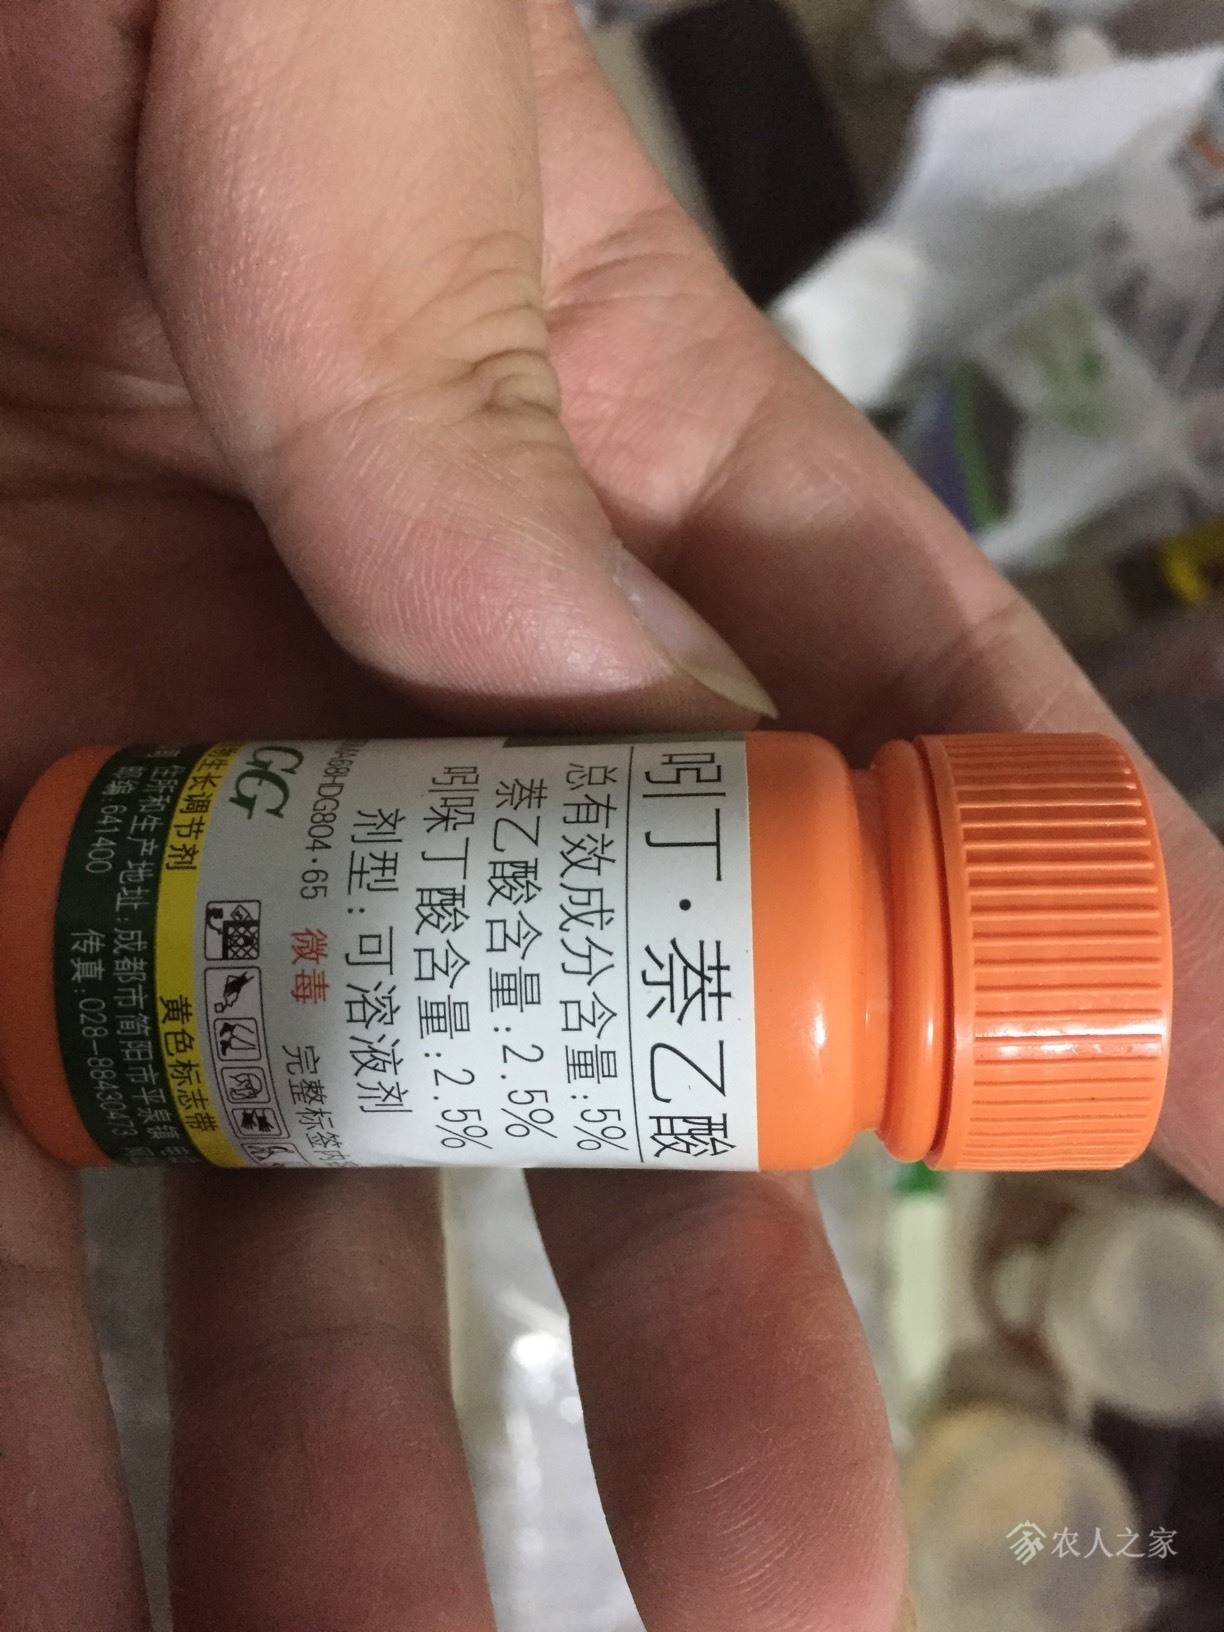 吲丁·萘乙酸
总有效成分含量:5%
萘乙酸含量:2.5%
吲哚丁酸含量:2.5%
剂型:可溶液剂
MA68HDG804·65 微毒 完整标签内
GG
生长调节剂 黄色标志带
住所和生产地址:成都市简阳市平泉镇
邮编:641400 传真:028-88430473
农人之家